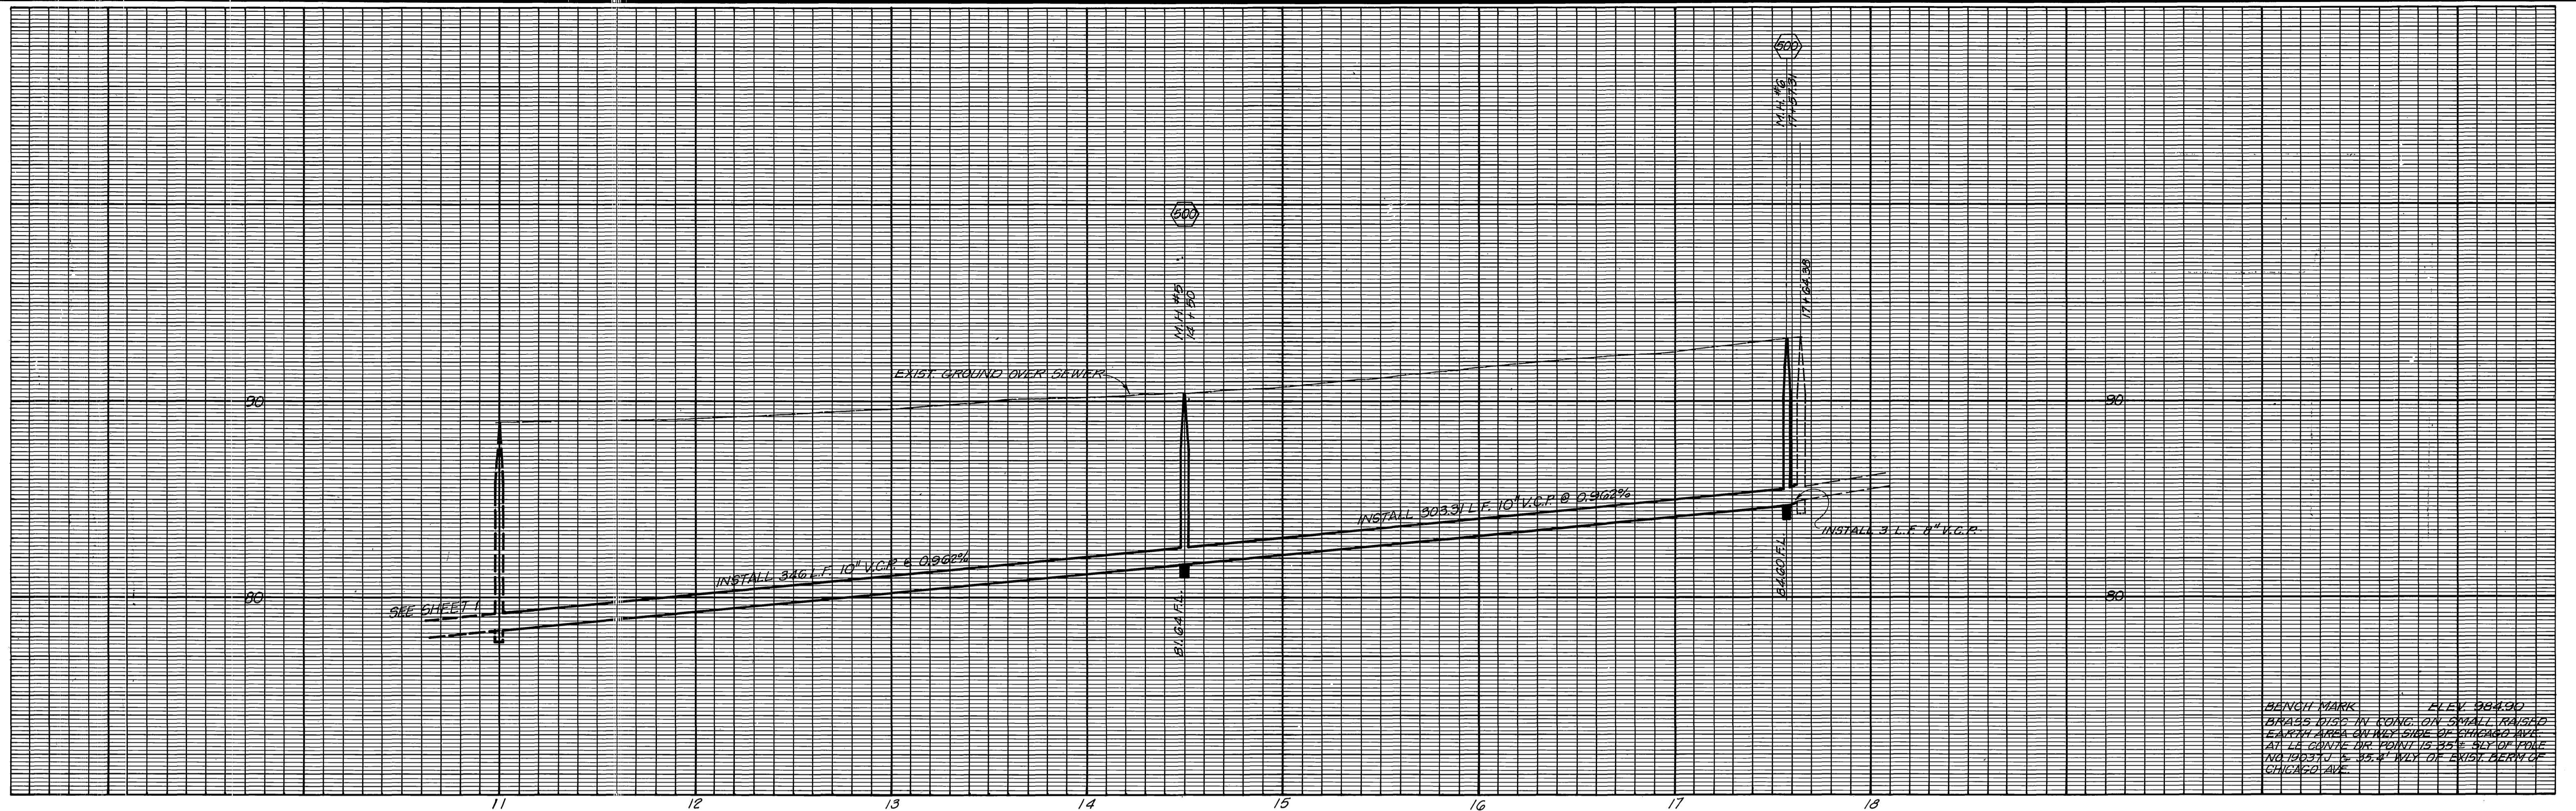 500
M.H. #6
17+57.31
500
M.H. #5
14+50
17+64.38
EXIST. GROUND OVER SEWER
90
90
INSTALL 303.31 L.F. 10" V.C.P. @ 0.962%
INSTALL 3 L.F. 8" V.C.P.
INSTALL 346 L.F. 10" V.C.P. @ 0.962%
84.60 F.L.
80
80
SEE SHEET 1
81.64 F.L.
BENCH MARK ELEV. 984.90
BRASS DISC IN CONC. ON SMALL RAISED
EARTH AREA ON WLY SIDE OF CHICAGO AVE.
AT LE CONTE DR. POINT IS 35'± SLY OF POLE
NO. 1903TJ & 35.4' WLY OF EXIST. BERM OF
CHICAGO AVE.
11 12 13 14 15 16 17 18